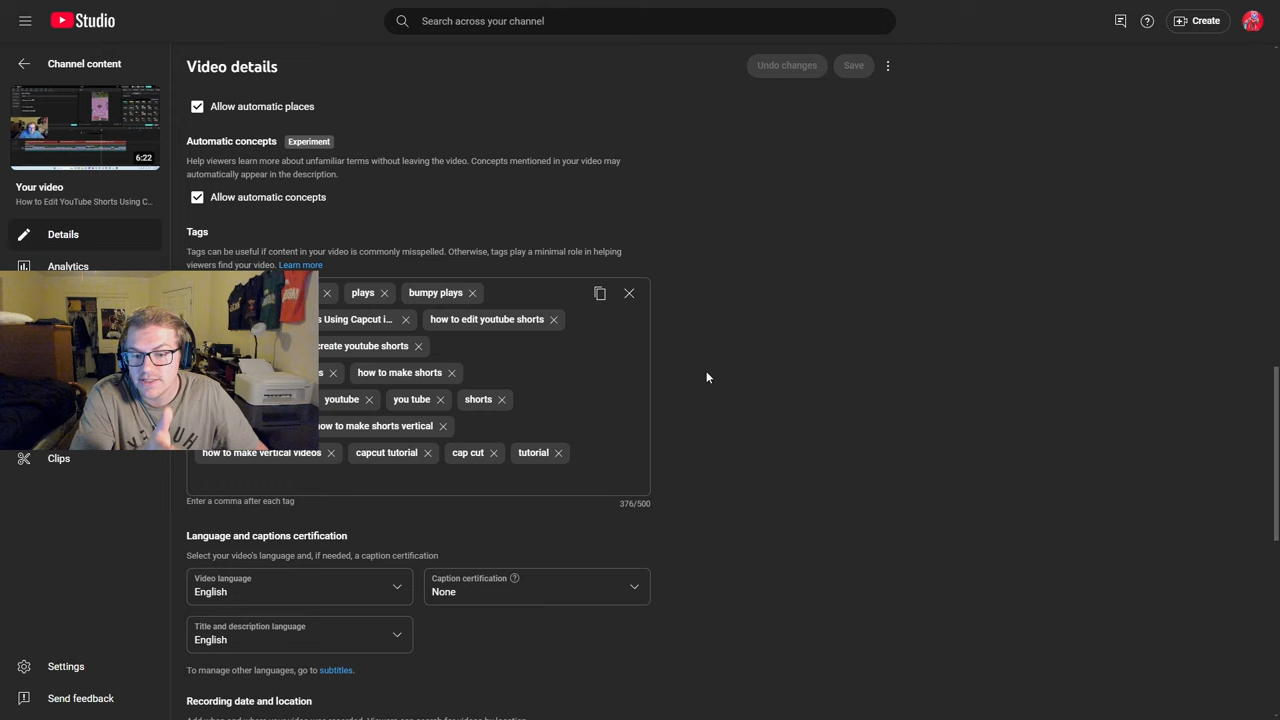 Studio
Search across your channel
Create
Channel content
Video details
Undo changes
Save
6:22
Your video
How to Edit YouTube Shorts Using C...
Details
Analytics
Clips
Settings
Send feedback
Allow automatic places
Automatic concepts
Experiment
Help viewers learn more about unfamiliar terms without leaving the video. Concepts mentioned in your video may
automatically appear in the description.
Allow automatic concepts
Tags
Tags can be useful if content in your video is commonly misspelled. Otherwise, tags play a minimal role in helping
viewers find your video. Learn more
plays
bumpy plays
s Using Capcut i...
how to edit youtube shorts
create youtube shorts
s
how to make shorts
youtube
you tube
shorts
how to make shorts vertical
how to make vertical videos
capcut tutorial
cap cut
tutorial
Enter a comma after each tag
376/500
Language and captions certification
Select your video's language and, if needed, a caption certification
Video language
English
Caption certification
None
Title and description language
English
To manage other languages, go to subtitles.
Recording date and location